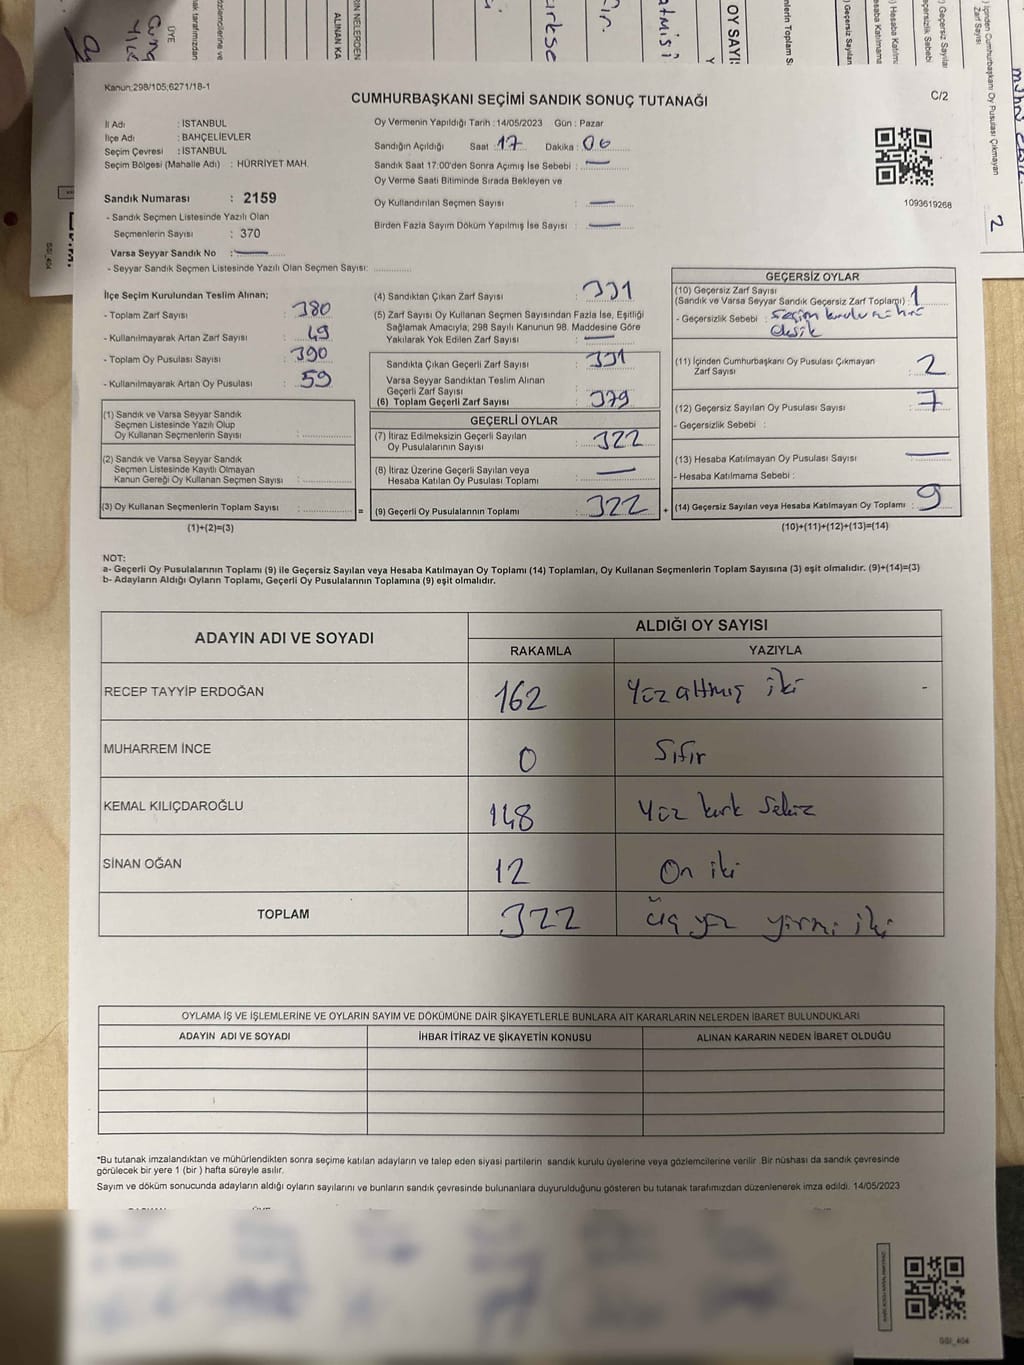 Kanun:298/105;6271/18-1
CUMHURBAŞKANI SEÇİMİ SANDIK SONUÇ TUTANAĞI
C/2
İl Adı : İSTANBUL
İlçe Adı : BAHÇELİEVLER
Seçim Çevresi : İSTANBUL
Seçim Bölgesi (Mahalle Adı) : HÜRRİYET MAH.
Sandık Numarası : 2159
- Sandık Seçmen Listesinde Yazılı Olan
Seçmenlerin Sayısı : 370
Varsa Seyyar Sandık No : —
- Seyyar Sandık Seçmen Listesinde Yazılı Olan Seçmen Sayısı: ..............
Oy Vermenin Yapıldığı Tarih : 14/05/2023 Gün : Pazar
Sandığın Açıldığı Saat : 17 Dakika : 06
Sandık Saat 17:00'den Sonra Açımış İse Sebebi : —
Oy Verme Saati Bitiminde Sırada Bekleyen ve
Oy Kullandırılan Seçmen Sayısı : —
Birden Fazla Sayım Döküm Yapılmış İse Sayısı : —
1093619268
İlçe Seçim Kurulundan Teslim Alınan;
- Toplam Zarf Sayısı : 380
- Kullanılmayarak Artan Zarf Sayısı : 49
- Toplam Oy Pusulası Sayısı : 390
- Kullanılmayarak Artan Oy Pusulası : 59
(1) Sandık ve Varsa Seyyar Sandık
Seçmen Listesinde Yazılı Olup
Oy Kullanan Seçmenlerin Sayısı : ..............
(2) Sandık ve Varsa Seyyar Sandık
Seçmen Listesinde Kayıtlı Olmayan
Kanun Gereği Oy Kullanan Seçmen Sayısı : ..............
(3) Oy Kullanan Seçmenlerin Toplam Sayısı : .............. =
(1)+(2)=(3)
(4) Sandıktan Çıkan Zarf Sayısı : 331
(5) Zarf Sayısı Oy Kullanan Seçmen Sayısından Fazla İse, Eşitliği
Sağlamak Amacıyla, 298 Sayılı Kanunun 98. Maddesine Göre
Yakılarak Yok Edilen Zarf Sayısı : —
Sandıkta Çıkan Geçerli Zarf Sayısı : 331
Varsa Seyyar Sandıktan Teslim Alınan
Geçerli Zarf Sayısı
(6) Toplam Geçerli Zarf Sayısı : 379
GEÇERLİ OYLAR
(7) İtiraz Edilmeksizin Geçerli Sayılan
Oy Pusulalarının Sayısı : 322
(8) İtiraz Üzerine Geçerli Sayılan veya
Hesaba Katılan Oy Pusulası Toplamı : —
(9) Geçerli Oy Pusulalarının Toplamı : 322 +
GEÇERSİZ OYLAR
(10) Geçersiz Zarf Sayısı
(Sandık ve Varsa Seyyar Sandık Geçersiz Zarf Toplamı) : 1
- Geçersizlik Sebebi : seçim kurulu mührü
eksik
(11) İçinden Cumhurbaşkanı Oy Pusulası Çıkmayan
Zarf Sayısı : 2
(12) Geçersiz Sayılan Oy Pusulası Sayısı : 7
- Geçersizlik Sebebi :
(13) Hesaba Katılmayan Oy Pusulası Sayısı : —
- Hesaba Katılmama Sebebi :
(14) Geçersiz Sayılan veya Hesaba Katılmayan Oy Toplamı : 9
(10)+(11)+(12)+(13)=(14)
NOT:
a- Geçerli Oy Pusulalarının Toplamı (9) ile Geçersiz Sayılan veya Hesaba Katılmayan Oy Toplamı (14) Toplamları, Oy Kullanan Seçmenlerin Toplam Sayısına (3) eşit olmalıdır. (9)+(14)=(3)
b- Adayların Aldığı Oyların Toplamı, Geçerli Oy Pusulalarının Toplamına (9) eşit olmalıdır.
ADAYIN ADI VE SOYADI
ALDIĞI OY SAYISI
RAKAMLA YAZIYLA
RECEP TAYYİP ERDOĞAN 162 Yüz altmış iki
MUHARREM İNCE 0 Sıfır
KEMAL KILIÇDAROĞLU 148 Yüz kırk sekiz
SİNAN OĞAN 12 On iki
TOPLAM 322 Üç yüz yirmi iki
OYLAMA İŞ VE İŞLEMLERİNE VE OYLARIN SAYIM VE DÖKÜMÜNE DAİR ŞİKAYETLERLE BUNLARA AİT KARARLARIN NELERDEN İBARET BULUNDUKLARI
ADAYIN ADI VE SOYADI İHBAR İTİRAZ VE ŞİKAYETİN KONUSU ALINAN KARARIN NEDEN İBARET OLDUĞU
*Bu tutanak imzalandıktan ve mühürlendikten sonra seçime katılan adayların ve talep eden siyasi partilerin sandık kurulu üyelerine veya gözlemcilerine verilir. Bir nüshası da sandık çevresinde
görülecek bir yere 1 (bir) hafta süreyle asılır.
Sayım ve döküm sonucunda adayların aldığı oyların sayılarını ve bunların sandık çevresinde bulunanlara duyurulduğunu gösteren bu tutanak tarafımızdan düzenlenerek imza edildi. 14/05/2023
GSI_404